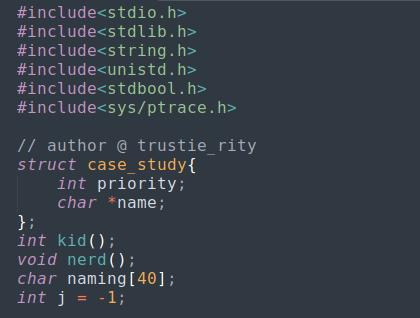 #include<stdio.h>
#include<stdlib.h>
#include<string.h>
#include<unistd.h>
#include<stdbool.h>
#include<sys/ptrace.h>
// author @ trustie_rity
struct case_study{
    int priority;
    char *name;
};
int kid();
void nerd();
char naming[40];
int j = -1;